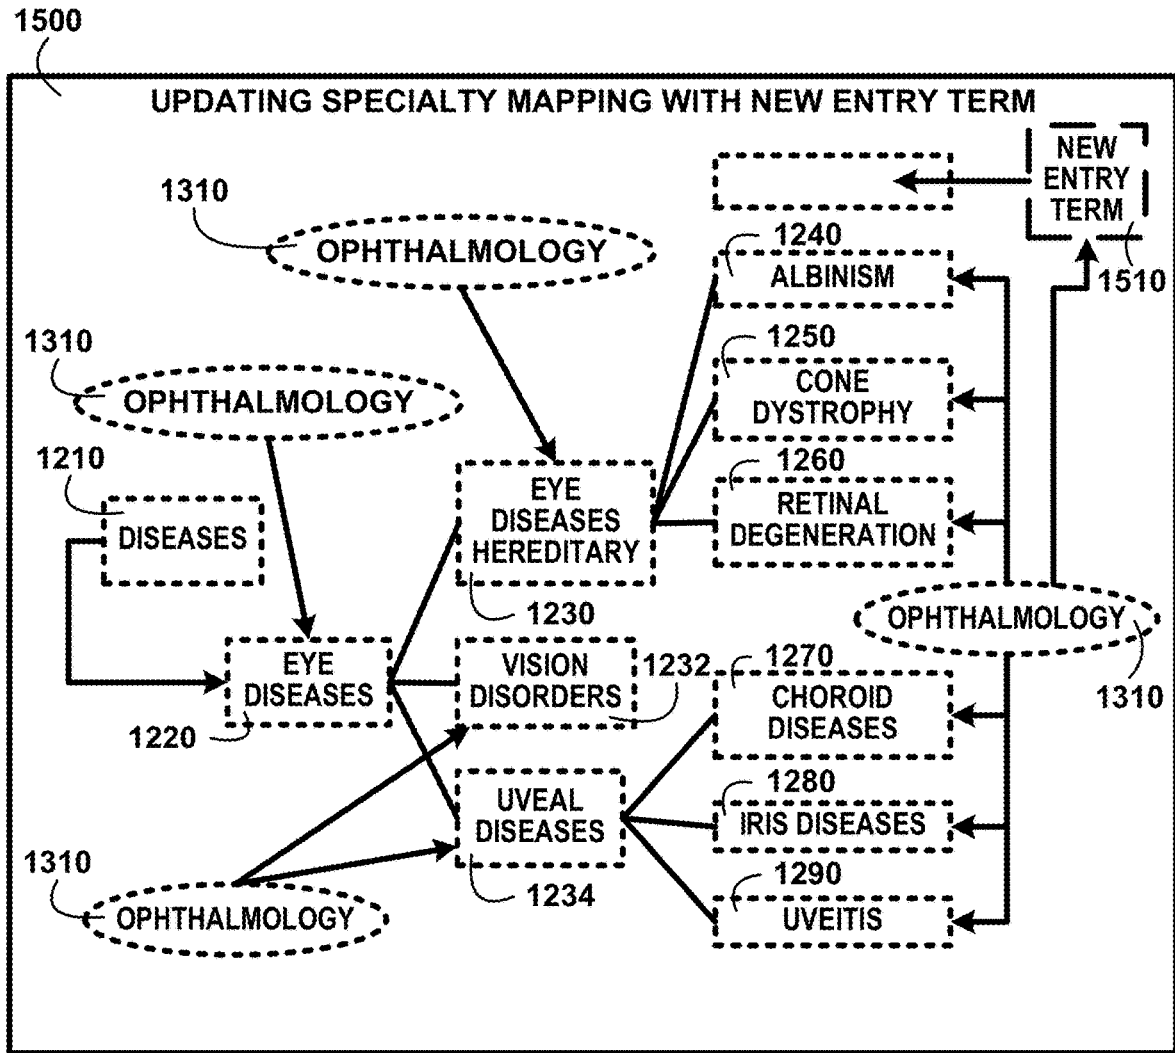 1500
UPDATING SPECIALTY MAPPING WITH NEW ENTRY TERM
NEW
ENTRY
TERM
1510
1310
OPHTHALMOLOGY
1240
ALBINISM
1310
OPHTHALMOLOGY
1250
CONE
DYSTROPHY
1210
DISEASES
EYE
DISEASES
HEREDITARY
1230
1260
RETINAL
DEGENERATION
OPHTHALMOLOGY
1310
EYE
DISEASES
1220
VISION
DISORDERS
1232
1270
CHOROID
DISEASES
UVEAL
DISEASES
1234
1280
IRIS DISEASES
1310
OPHTHALMOLOGY
1290
UVEITIS